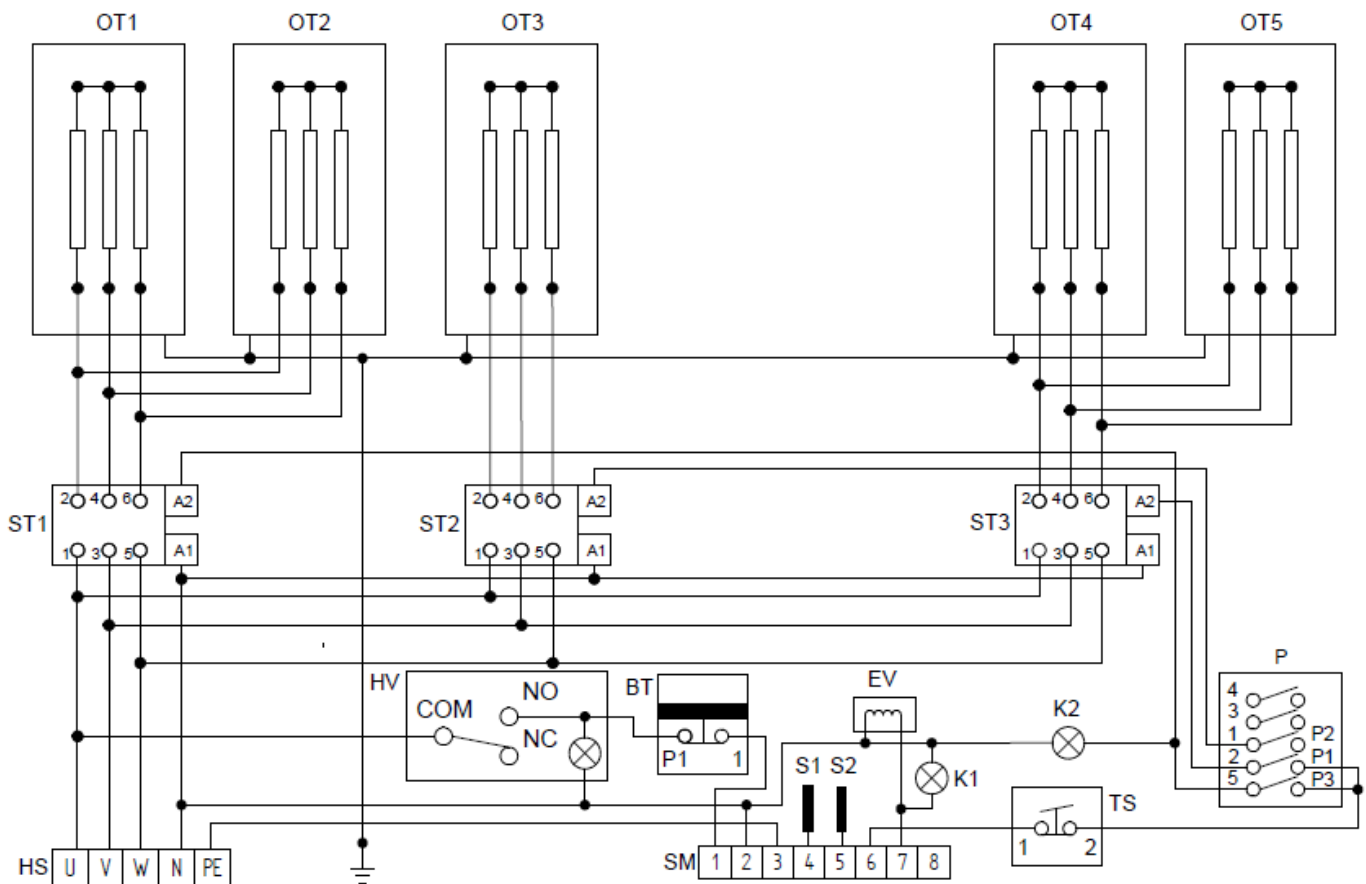 OT1 OT2 OT3 OT4 OT5
2 4 6 A2 2 4 6 A2 2 4 6 A2
ST1 ST2 ST3
1 3 5 A1 1 3 5 A1 1 3 5 A1
HV NO BT EV P
COM K2 4
NC 3
P1 1 S1 S2 1 P2
K1 2 P1
5 P3
TS
1 2
HS U V W N PE SM 1 2 3 4 5 6 7 8